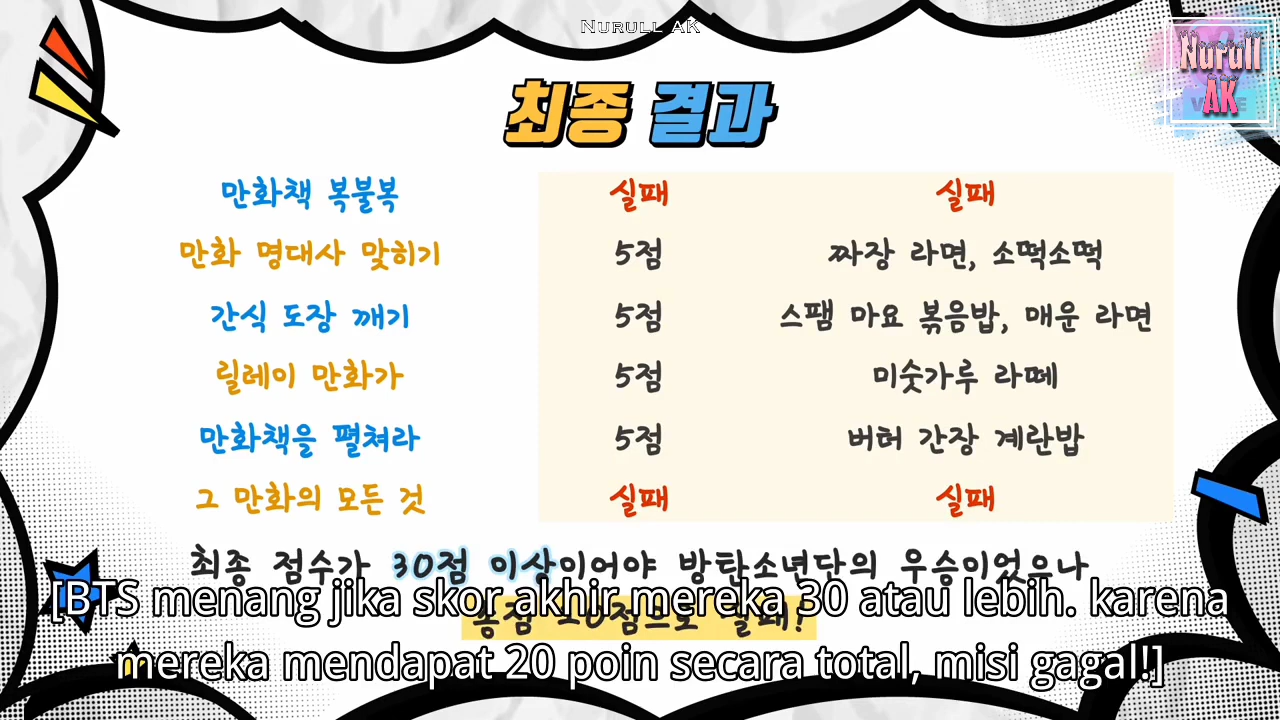 NURULL AK
Nurull
AK
최종 결과
만화책 복불복 실패 실패
만화 명대사 맞히기 5점 짜장 라면, 소떡소떡
간식 도장 깨기 5점 스팸 마요 볶음밥, 매운 라면
릴레이 만화가 5점 미숫가루 라떼
만화책을 펼쳐라 5점 버허 간장 계란밥
그 만화의 모든 것 실패 실패
최종 점수가 30점 이상이어야 방탄소년단의 우승이었으나
[BTS menang jika skor akhir mereka 30 atau lebih. karena
mereka mendapat 20 poin secara total, misi gagal!]